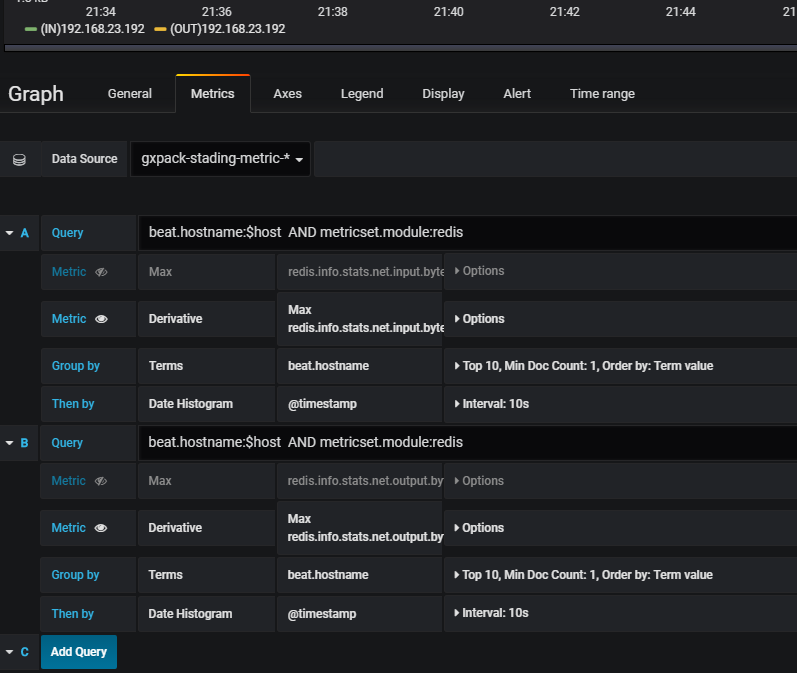 21:34 21:36 21:38 21:40 21:42 21:44
(IN)192.168.23.192 (OUT)192.168.23.192
Graph General Metrics Axes Legend Display Alert Time range
Data Source gxpack-stading-metric-*
A Query beat.hostname:$host AND metricset.module:redis
Metric Max redis.info.stats.net.input.byte Options
Metric Derivative Max
redis.info.stats.net.input.byte Options
Group by Terms beat.hostname Top 10, Min Doc Count: 1, Order by: Term value
Then by Date Histogram @timestamp Interval: 10s
B Query beat.hostname:$host AND metricset.module:redis
Metric Max redis.info.stats.net.output.by Options
Metric Derivative Max
redis.info.stats.net.output.by Options
Group by Terms beat.hostname Top 10, Min Doc Count: 1, Order by: Term value
Then by Date Histogram @timestamp Interval: 10s
C Add Query